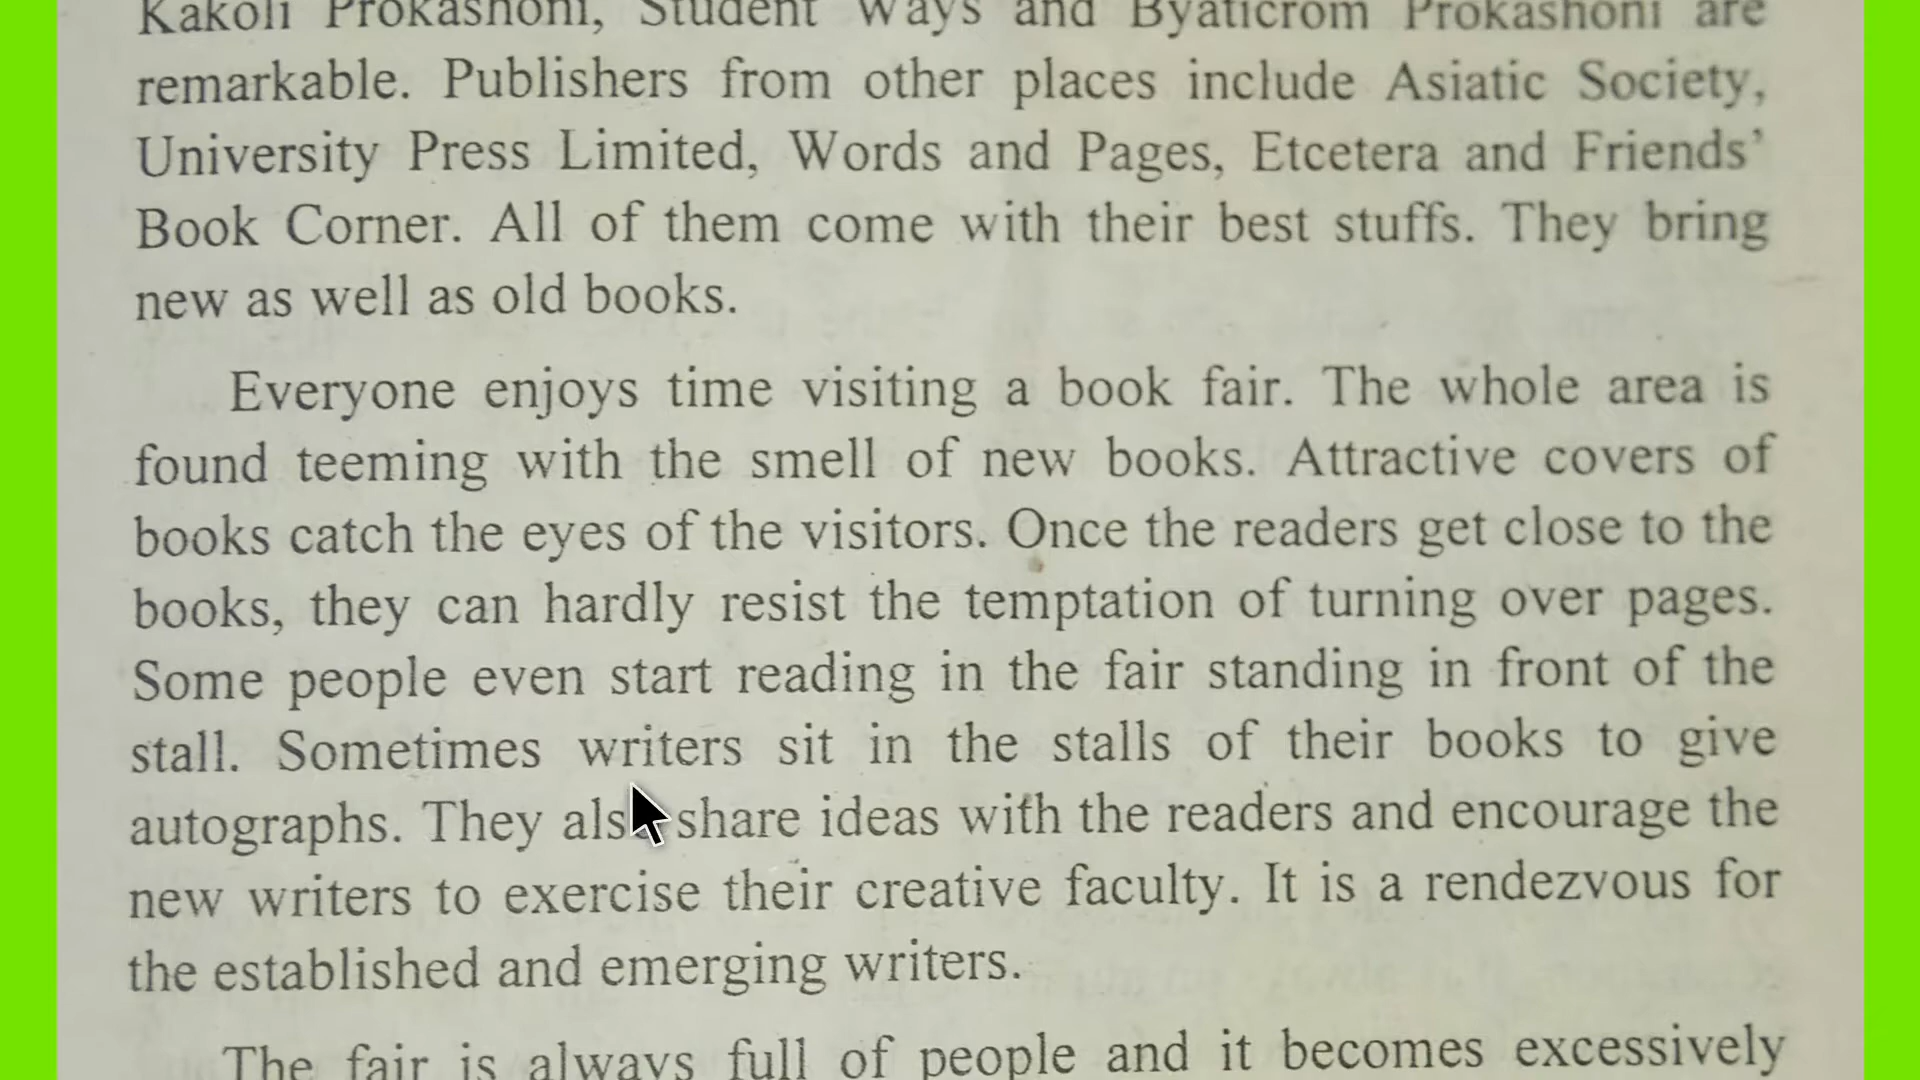 Kakoli Prokashoni, Student Ways and Byaticrom Prokashoni are
remarkable. Publishers from other places include Asiatic Society,
University Press Limited, Words and Pages, Etcetera and Friends’
Book Corner. All of them come with their best stuffs. They bring
new as well as old books.
Everyone enjoys time visiting a book fair. The whole area is
found teeming with the smell of new books. Attractive covers of
books catch the eyes of the visitors. Once the readers get close to the
books, they can hardly resist the temptation of turning over pages.
Some people even start reading in the fair standing in front of the
stall. Sometimes writers sit in the stalls of their books to give
autographs. They also share ideas with the readers and encourage the
new writers to exercise their creative faculty. It is a rendezvous for
the established and emerging writers.
The fair is always full of people and it becomes excessively